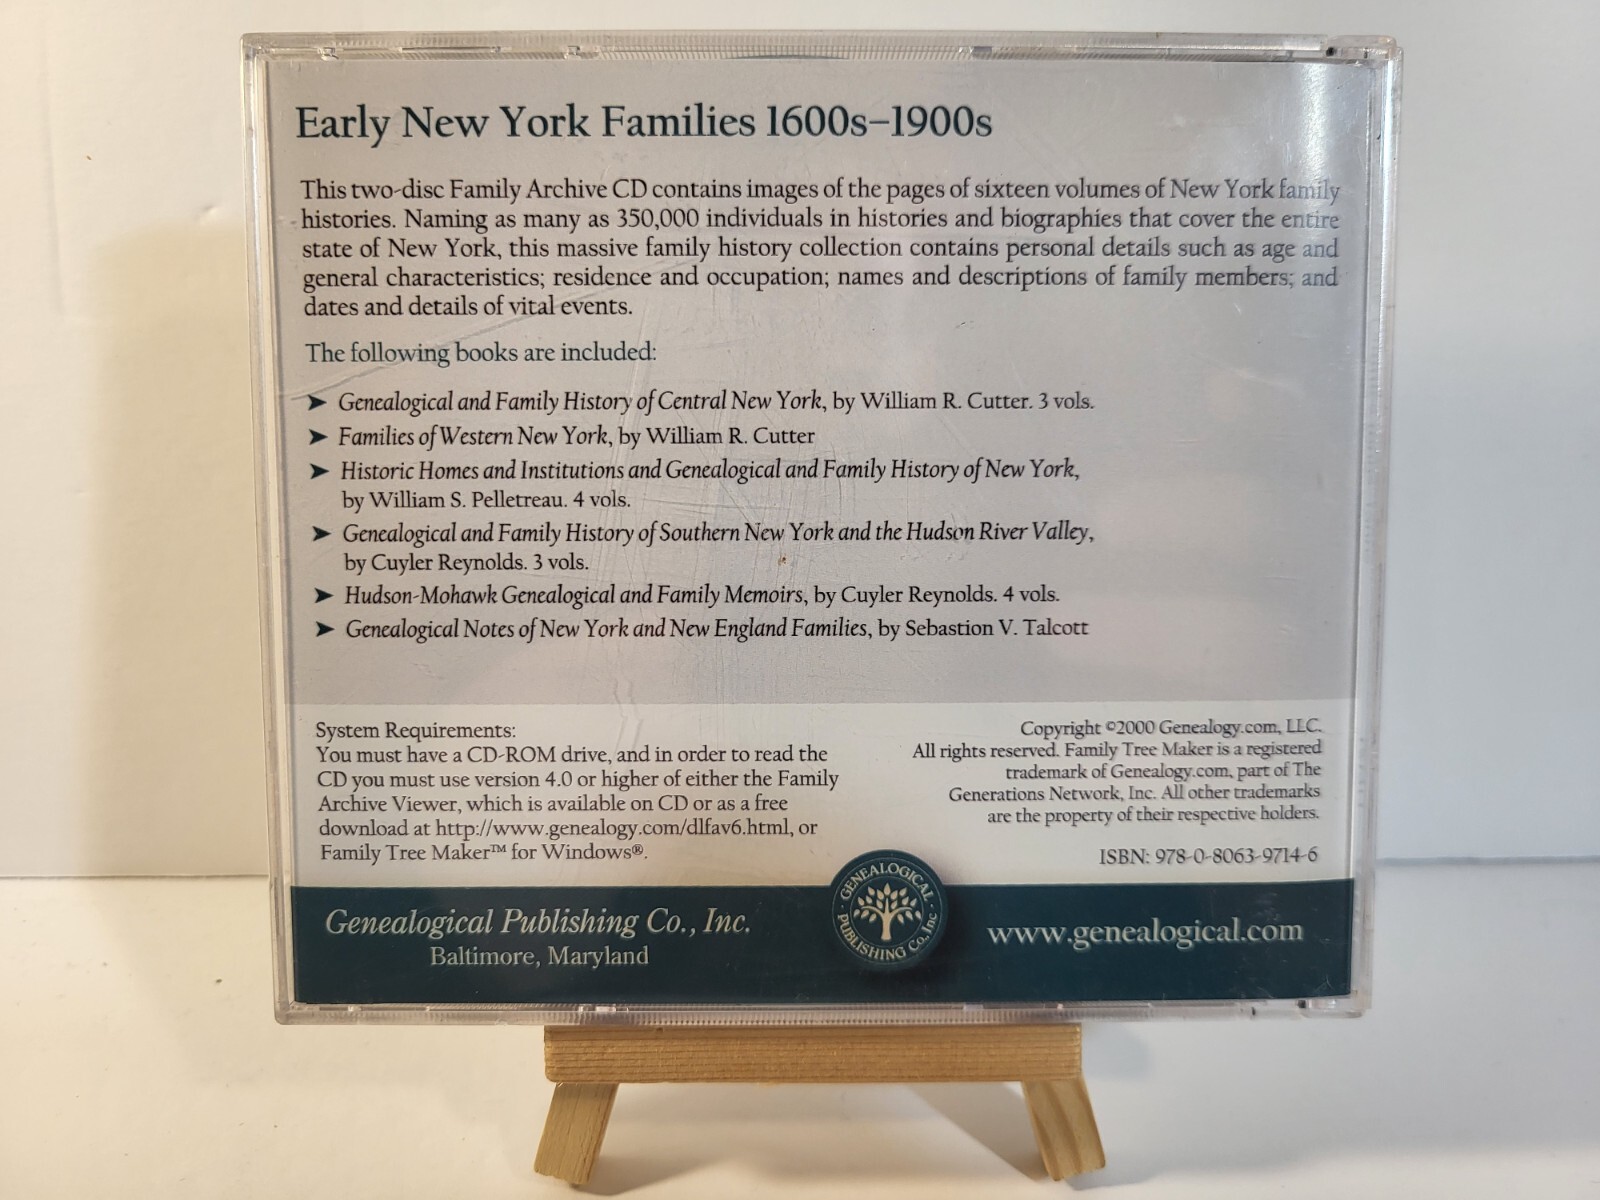 Early New York Families 1600s–1900s
This two-disc Family Archive CD contains images of the pages of sixteen volumes of New York family
histories. Naming as many as 350,000 individuals in histories and biographies that cover the entire
state of New York, this massive family history collection contains personal details such as age and
general characteristics; residence and occupation; names and descriptions of family members; and
dates and details of vital events.
The following books are included:
➤ Genealogical and Family History of Central New York, by William R. Cutter. 3 vols.
➤ Families of Western New York, by William R. Cutter
➤ Historic Homes and Institutions and Genealogical and Family History of New York,
by William S. Pelletreau. 4 vols.
➤ Genealogical and Family History of Southern New York and the Hudson River Valley,
by Cuyler Reynolds. 3 vols.
➤ Hudson-Mohawk Genealogical and Family Memoirs, by Cuyler Reynolds. 4 vols.
➤ Genealogical Notes of New York and New England Families, by Sebastion V. Talcott
System Requirements:
You must have a CD-ROM drive, and in order to read the
CD you must use version 4.0 or higher of either the Family
Archive Viewer, which is available on CD or as a free
download at http://www.genealogy.com/dlfav6.html, or
Family Tree Maker™ for Windows®.
Copyright ©2000 Genealogy.com, LLC.
All rights reserved. Family Tree Maker is a registered
trademark of Genealogy.com, part of The
Generations Network, Inc. All other trademarks
are the property of their respective holders.
ISBN: 978-0-8063-9714-6
Genealogical Publishing Co., Inc.
Baltimore, Maryland
GENEALOGICAL
PUBLISHING Co., Inc
www.genealogical.com